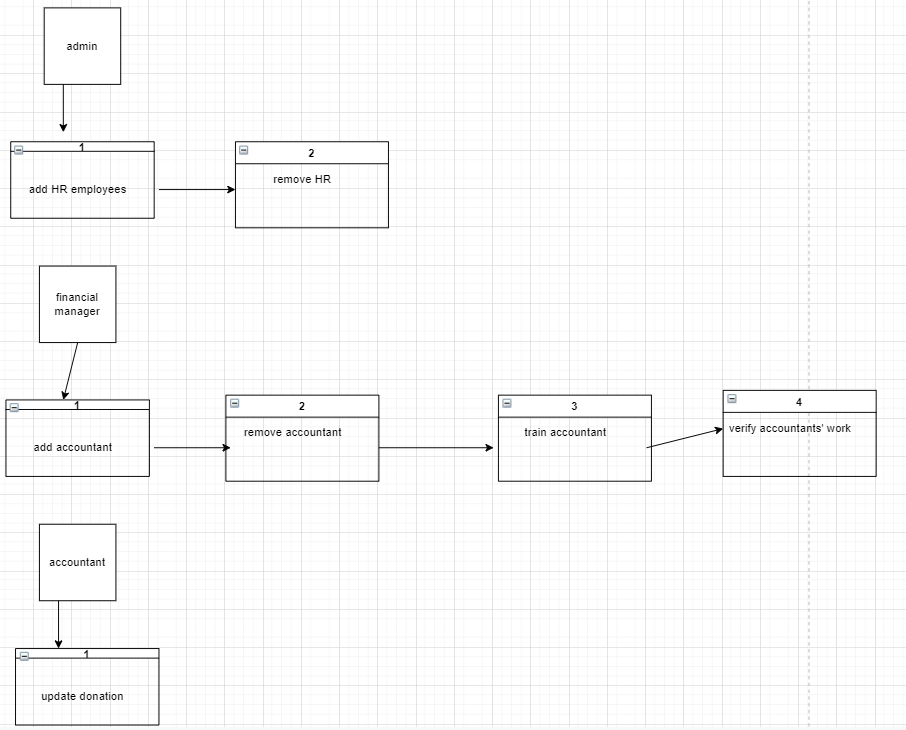 admin
1
add HR employees
2
remove HR
financial
manager
1
add accountant
2
remove accountant
3
train accountant
4
verify accountants' work
accountant
1
update donation